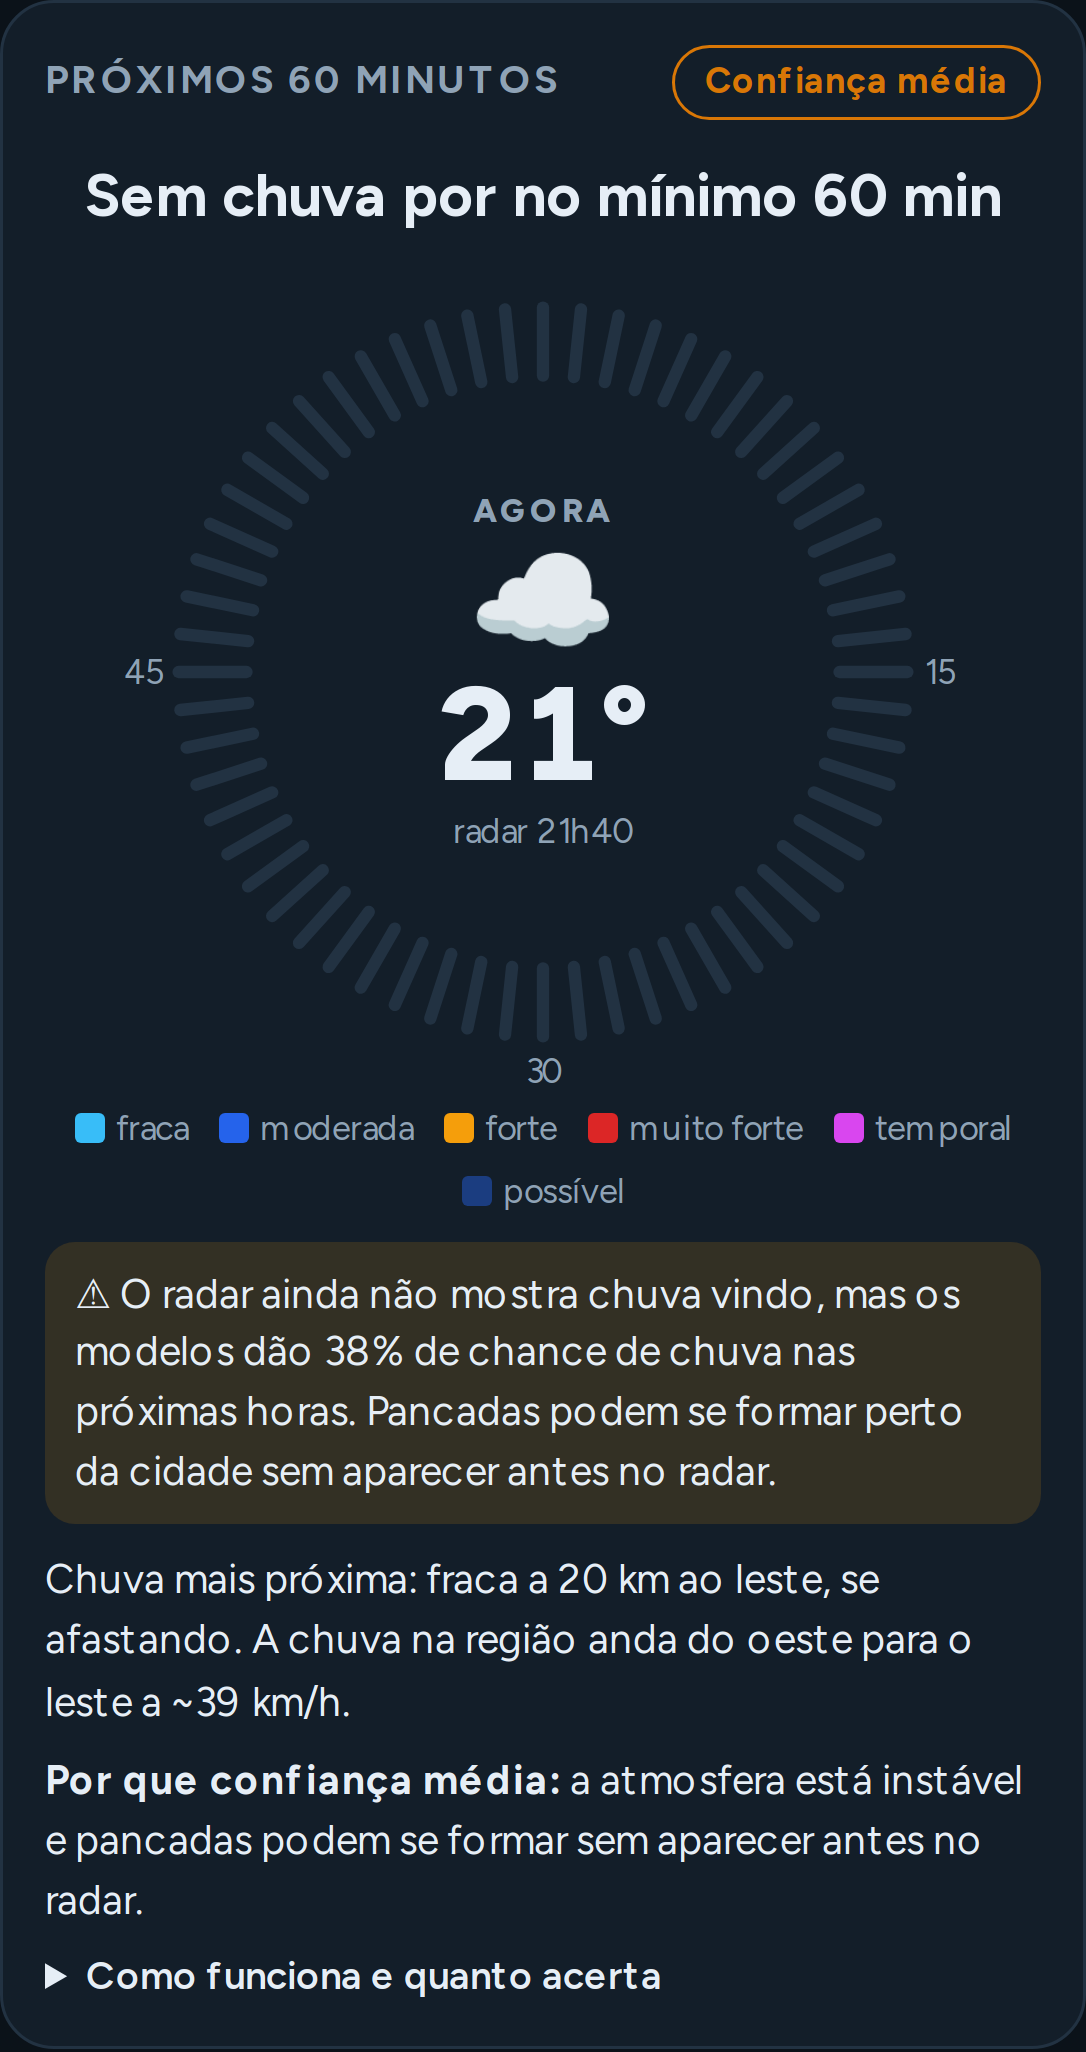 PRÓXIMOS 60 MINUTOS
Confiança média
Sem chuva por no mínimo 60 min
AGORA
45
15
21°
radar 21h40
30
fraca moderada forte muito forte temporal
possível
⚠ O radar ainda não mostra chuva vindo, mas os
modelos dão 38% de chance de chuva nas
próximas horas. Pancadas podem se formar perto
da cidade sem aparecer antes no radar.
Chuva mais próxima: fraca a 20 km ao leste, se
afastando. A chuva na região anda do oeste para o
leste a ~39 km/h.
Por que confiança média: a atmosfera está instável
e pancadas podem se formar sem aparecer antes no
radar.
▶ Como funciona e quanto acerta